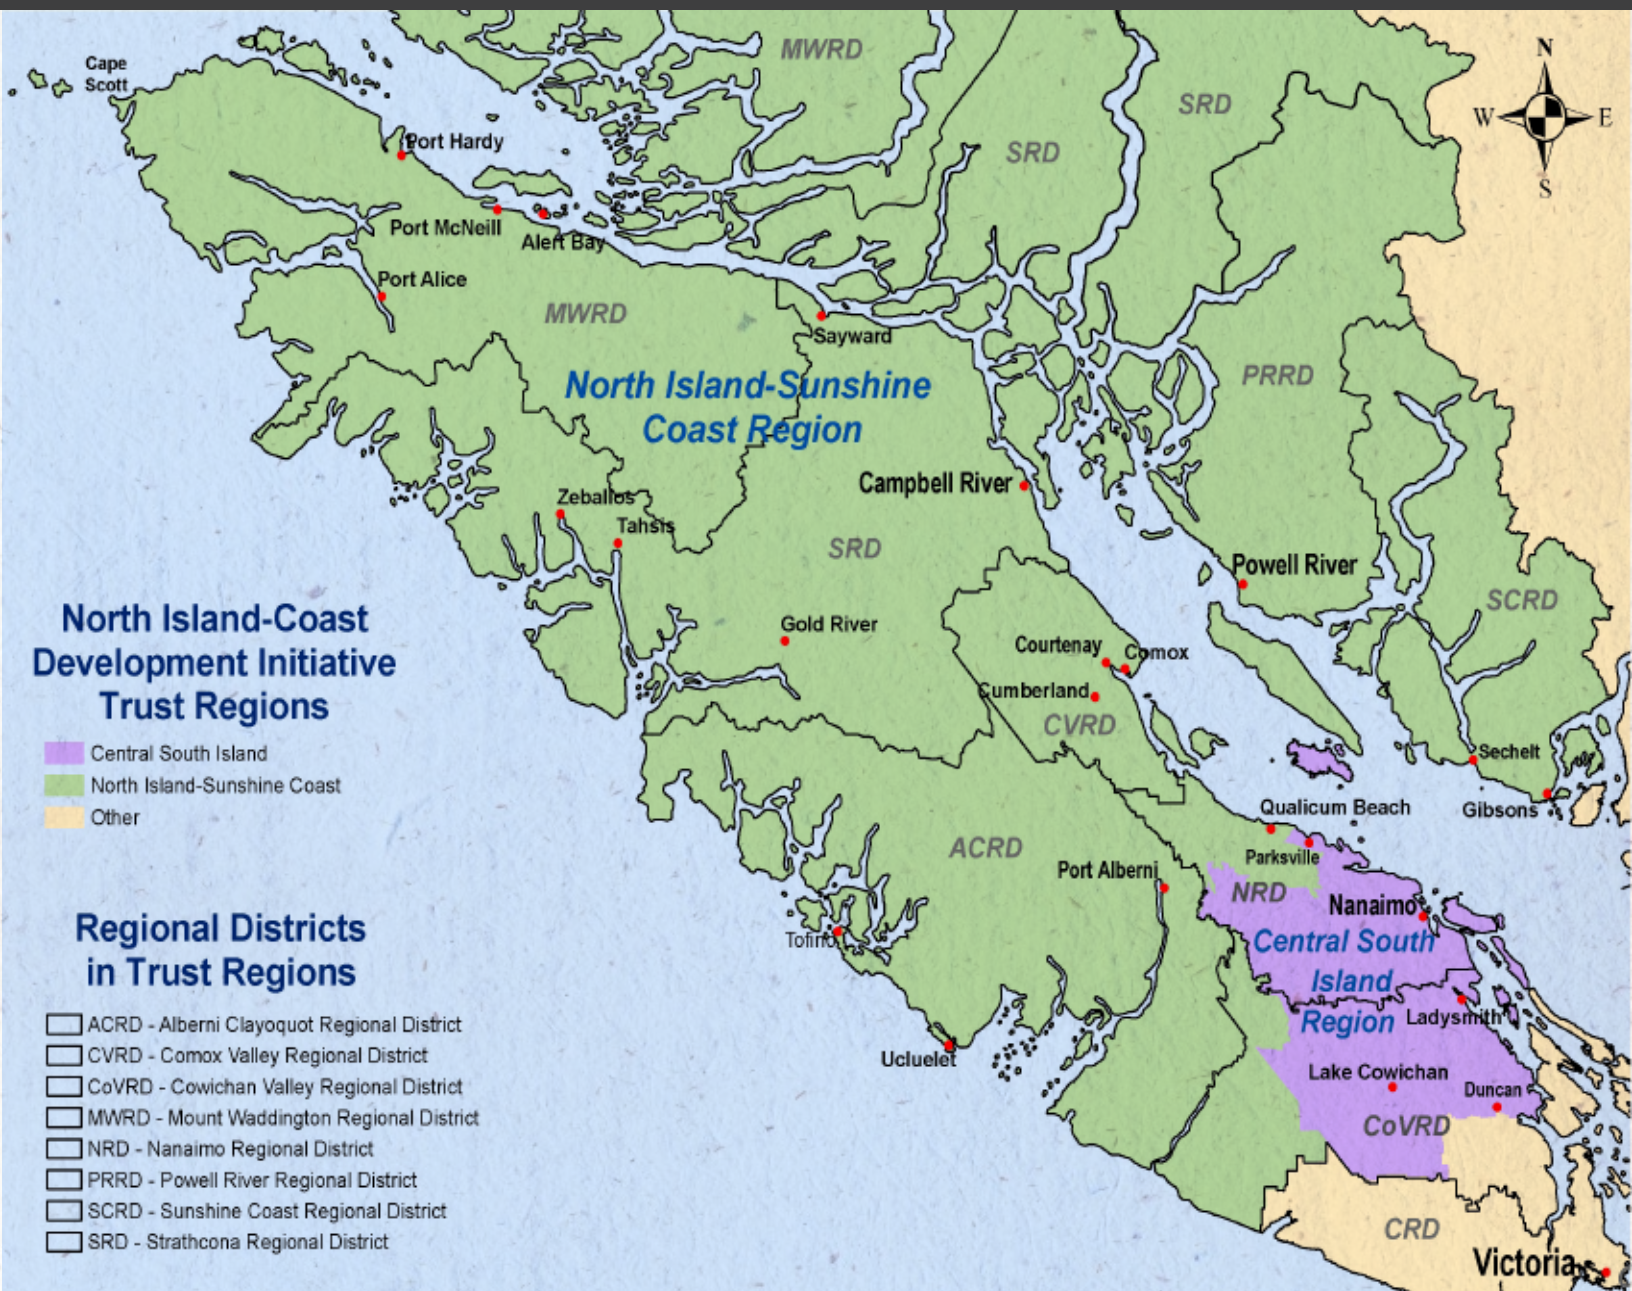 MWRD
N
Cape
Scott
SRD
W
E
Port Hardy
SRD
S
Port McNeill
Alert Bay
Port Alice
MWRD
Sayward
North Island-Sunshine
Coast Region
PRRD
Campbell River
Zeballos
Tahsis
SRD
Powell River
SCRD
Gold River
Courtenay
Comox
Cumberland
CVRD
North Island-Coast
Development Initiative
Trust Regions
Central South Island
North Island-Sunshine Coast
Other
Sechelt
Gibsons
Qualicum Beach
Parksville
ACRD
Port Alberni
NRD
Nanaimo
Tofino
Central South
Island
Region
Ladysmith
Ucluelet
Lake Cowichan
Duncan
CoVRD
CRD
Victoria
Regional Districts
in Trust Regions
ACRD - Alberni Clayoquot Regional District
CVRD - Comox Valley Regional District
CoVRD - Cowichan Valley Regional District
MWRD - Mount Waddington Regional District
NRD - Nanaimo Regional District
PRRD - Powell River Regional District
SCRD - Sunshine Coast Regional District
SRD - Strathcona Regional District